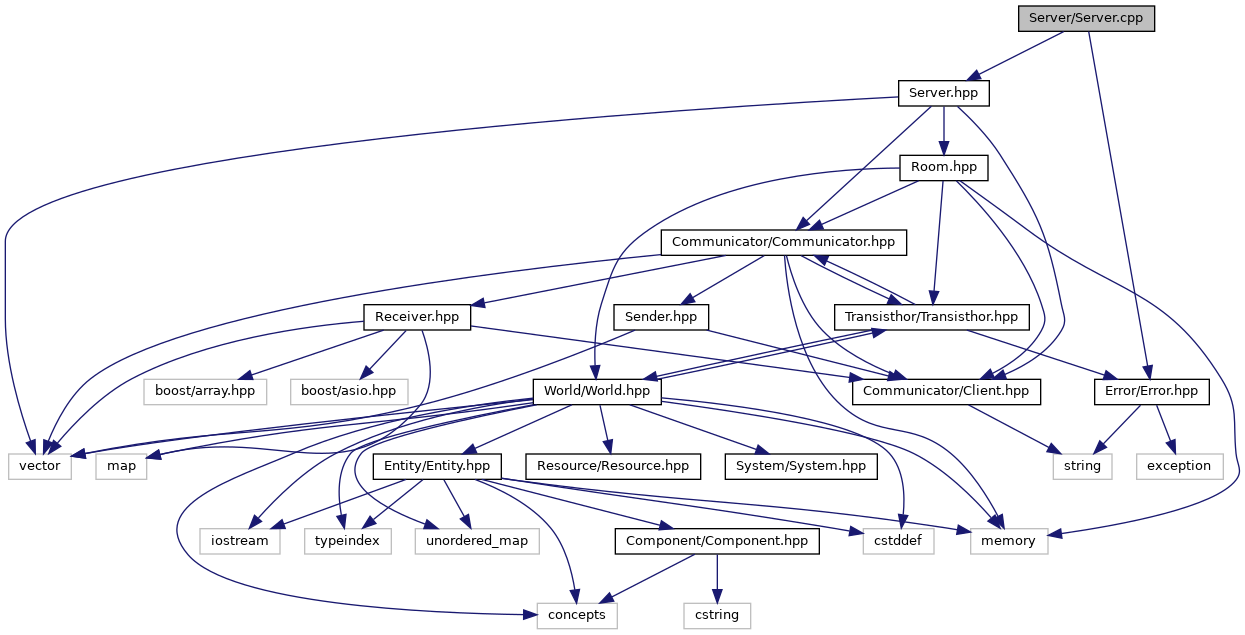 Server/Server.cpp
Server.hpp
Room.hpp
Communicator/Communicator.hpp
Receiver.hpp
Sender.hpp
Transisthor/Transisthor.hpp
boost/array.hpp
boost/asio.hpp
World/World.hpp
Communicator/Client.hpp
Error/Error.hpp
vector
map
Entity/Entity.hpp
Resource/Resource.hpp
System/System.hpp
string
exception
iostream
typeindex
unordered_map
Component/Component.hpp
cstddef
memory
concepts
cstring